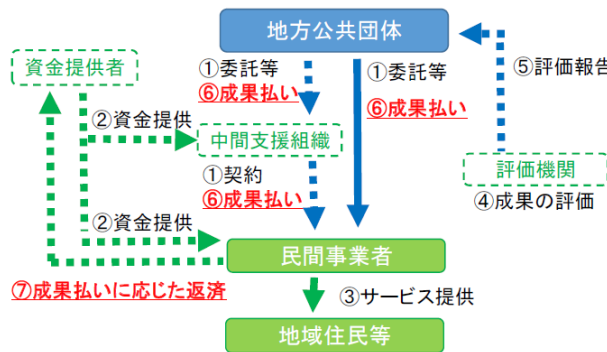 地方公共団体
資金提供者
①委託等
⑥成果払い
①委託等
⑥成果払い
⑤評価報告
②資金提供
中間支援組織
評価機関
④成果の評価
①契約
⑥成果払い
②資金提供
民間事業者
⑦成果払いに応じた返済
③サービス提供
地域住民等